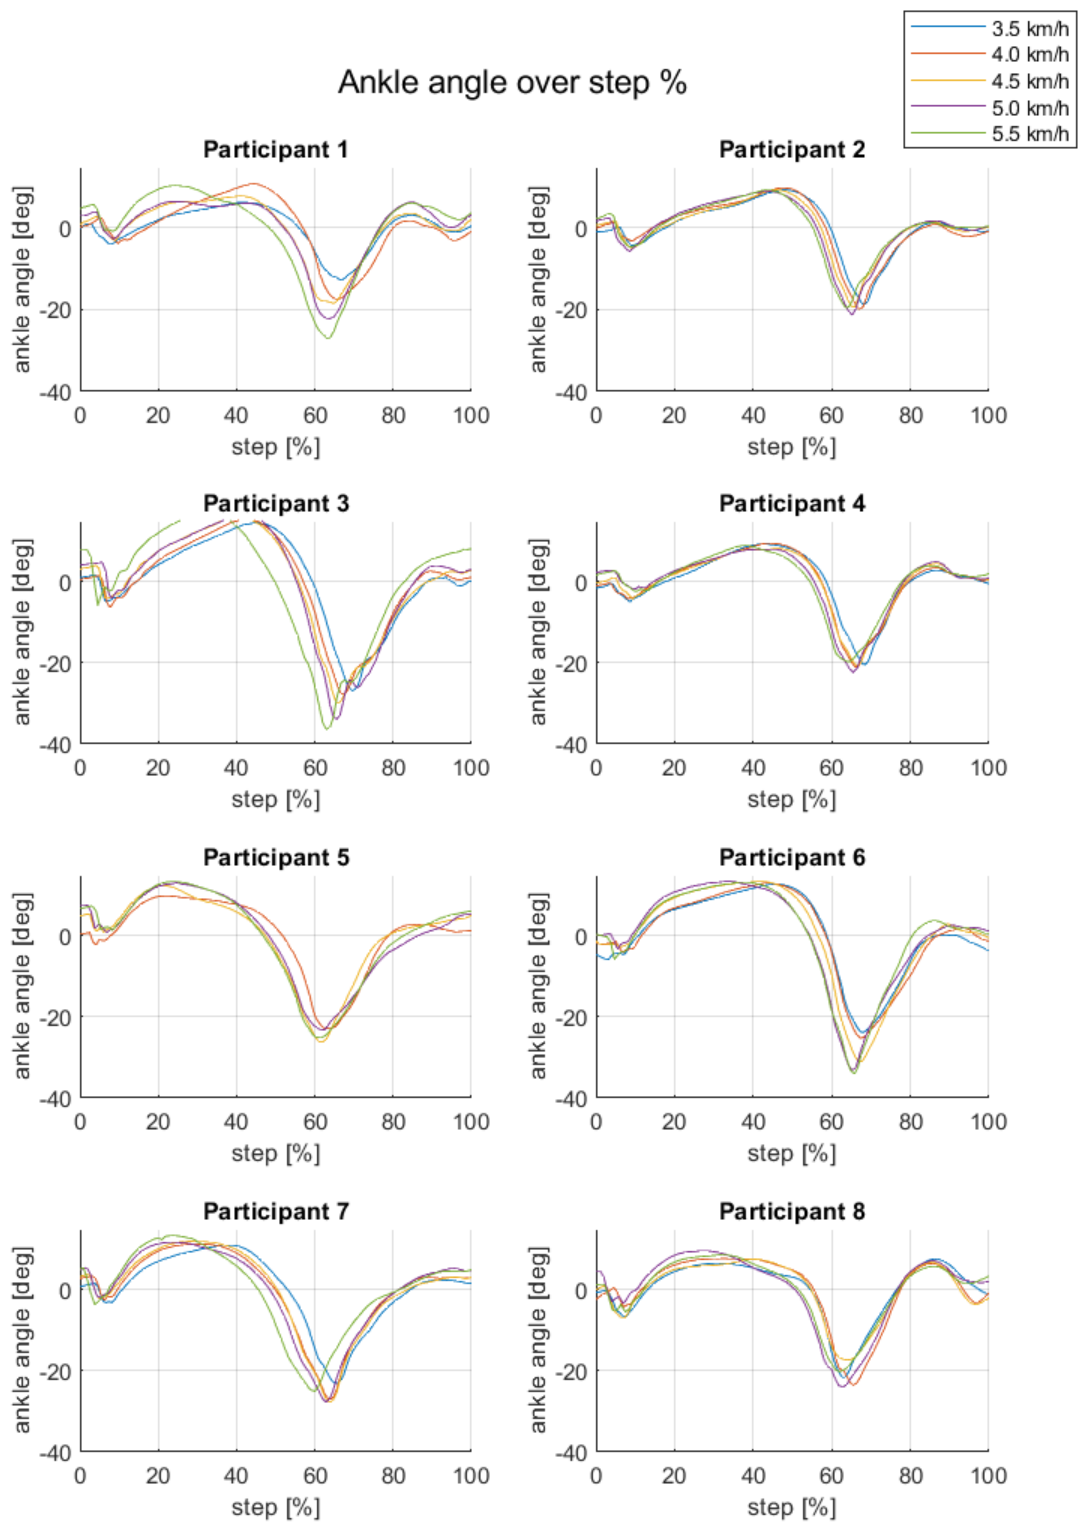 3.5 km/h
4.0 km/h
4.5 km/h
5.0 km/h
5.5 km/h
Ankle angle over step %
Participant 1
Participant 2
ankle angle [deg]
0
-20
-40
0 20 40 60 80 100
step [%]
ankle angle [deg]
0
-20
-40
0 20 40 60 80 100
step [%]
Participant 3
Participant 4
ankle angle [deg]
0
-20
-40
0 20 40 60 80 100
step [%]
ankle angle [deg]
0
-20
-40
0 20 40 60 80 100
step [%]
Participant 5
Participant 6
ankle angle [deg]
0
-20
-40
0 20 40 60 80 100
step [%]
ankle angle [deg]
0
-20
-40
0 20 40 60 80 100
step [%]
Participant 7
Participant 8
ankle angle [deg]
0
-20
-40
0 20 40 60 80 100
step [%]
ankle angle [deg]
0
-20
-40
0 20 40 60 80 100
step [%]